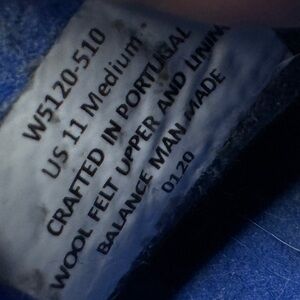 W5120-510
US 11 Medium
CRAFTED IN PORTUGAL
WOOL FELT UPPER AND LINING
BALANCE MAN MADE
0120